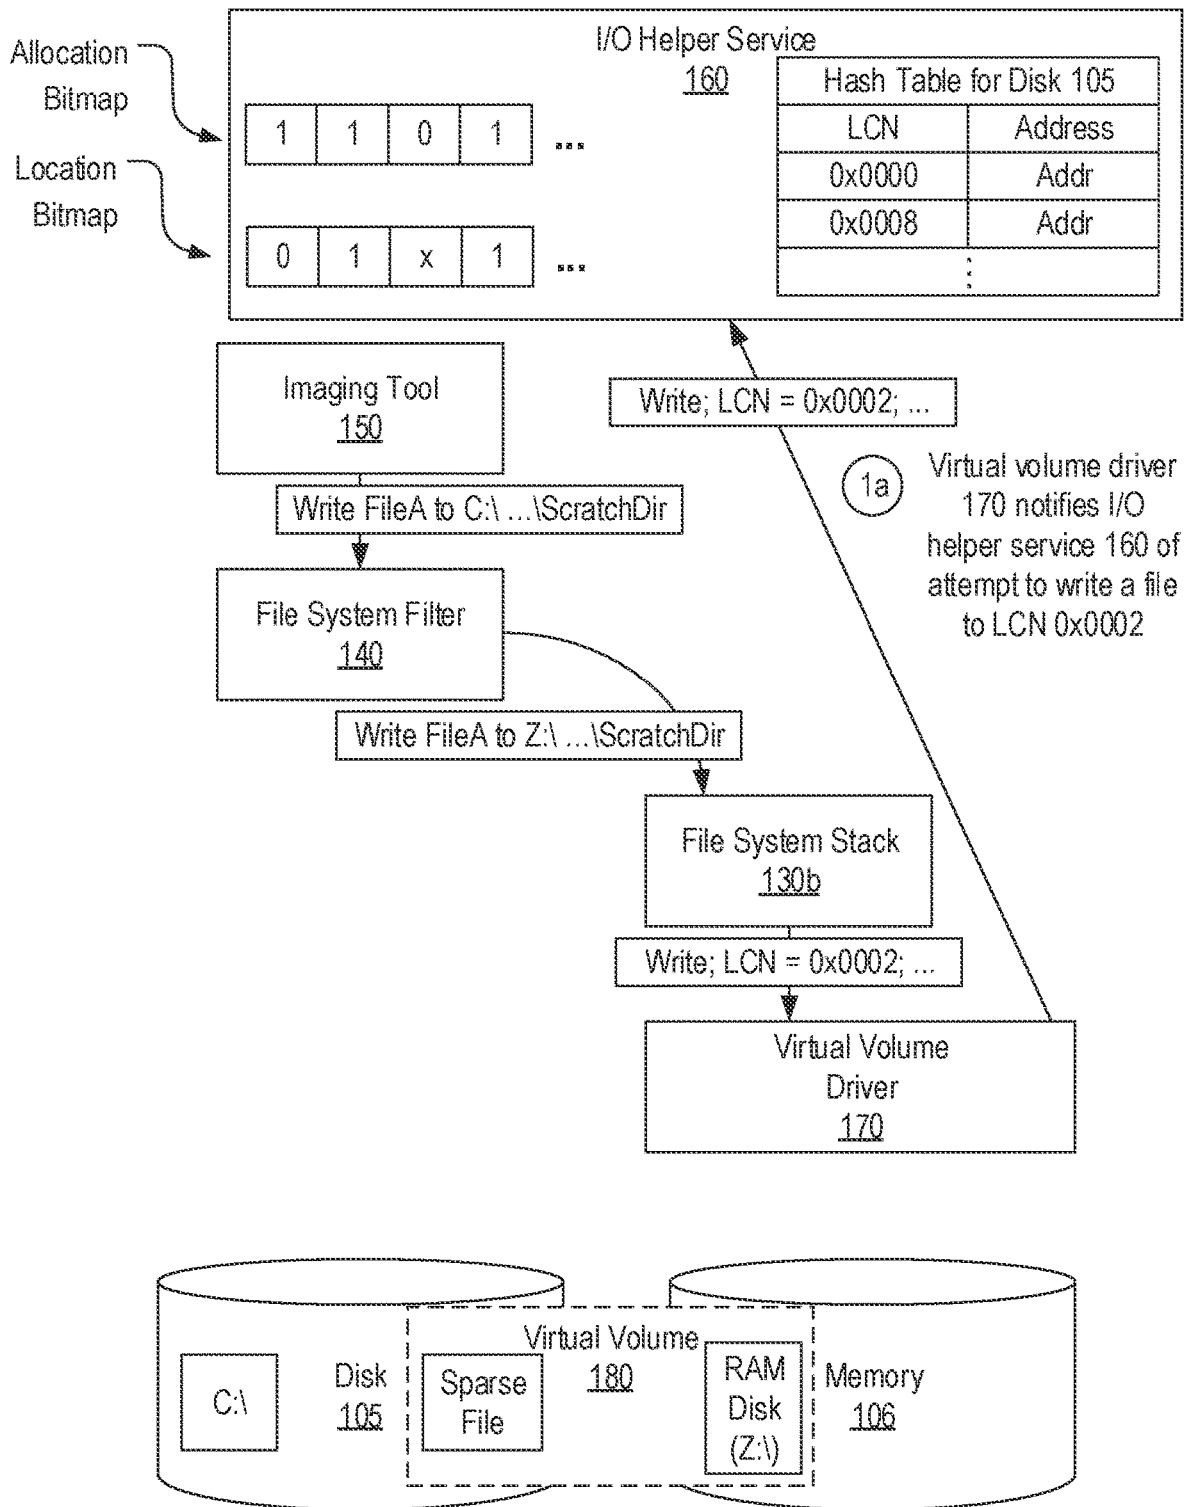 I/O Helper Service
160
Allocation
Bitmap
1 1 0 1 ...
Location
Bitmap
0 1 x 1 ...
Hash Table for Disk 105
LCN Address
0x0000 Addr
0x0008 Addr
⋮
Imaging Tool
150
Write; LCN = 0x0002; ...
1a
Virtual volume driver
170 notifies I/O
helper service 160 of
attempt to write a file
to LCN 0x0002
Write FileA to C:\ ...\ScratchDir
File System Filter
140
Write FileA to Z:\ ...\ScratchDir
File System Stack
130b
Write; LCN = 0x0002; ...
Virtual Volume
Driver
170
C:\
Disk
105
Virtual Volume
180
Sparse
File
RAM
Disk
(Z:\)
Memory
106